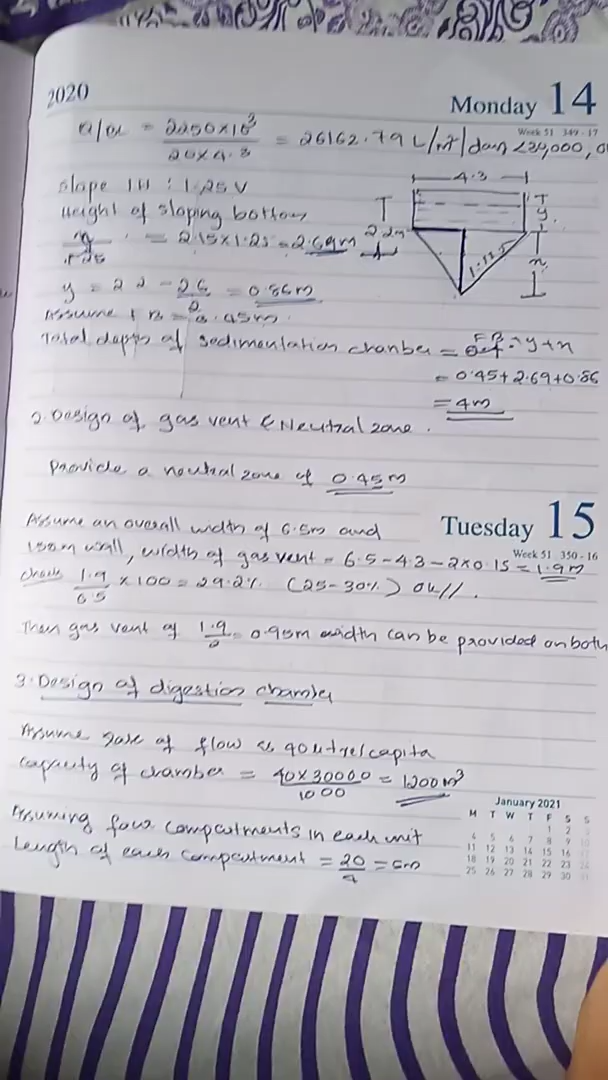 2020
Monday 14
Week 51 349 - 17
Q/BL = 2250×10³ / 20×4.3 = 26162.79 L/m²/day <30,000, 0
Slope 1H : 1.25V
Height of sloping bottom
= 2.15×1.25 = 2.69m
4.3
2.2m
y
x
1:1.25
y = 2.2 - 2.6/2 = 0.86m
Assume FB = 0.45m
Total depth of sedimentation chamber = FB+y+x
= 0.45+2.69+0.86
= 4m
2. Design of gas vent & Neutral zone.
Provide a neutral zone of 0.45m
Tuesday 15
Week 51 350 - 16
Assume an overall width of 6.5m and
150m wall, width of gas vent = 6.5-4.3-2×0.15 = 1.9m
check 1.9/6.5 × 100 = 29.2% (25-30%) OK//.
Then gas vent of 1.9/2 = 0.95m width can be provided on both
3. Design of digestion chamber
Assume rate of flow as 40 litre/capita
Capacity of chamber = 40×30000/1000 = 1200m³
Assuming four compartments in each unit
Length of each compartment = 20/4 = 5m
January 2021
M T W T F S S
1 2 3
4 5 6 7 8 9 10
11 12 13 14 15 16
18 19 20 21 22 23
25 26 27 28 29 30